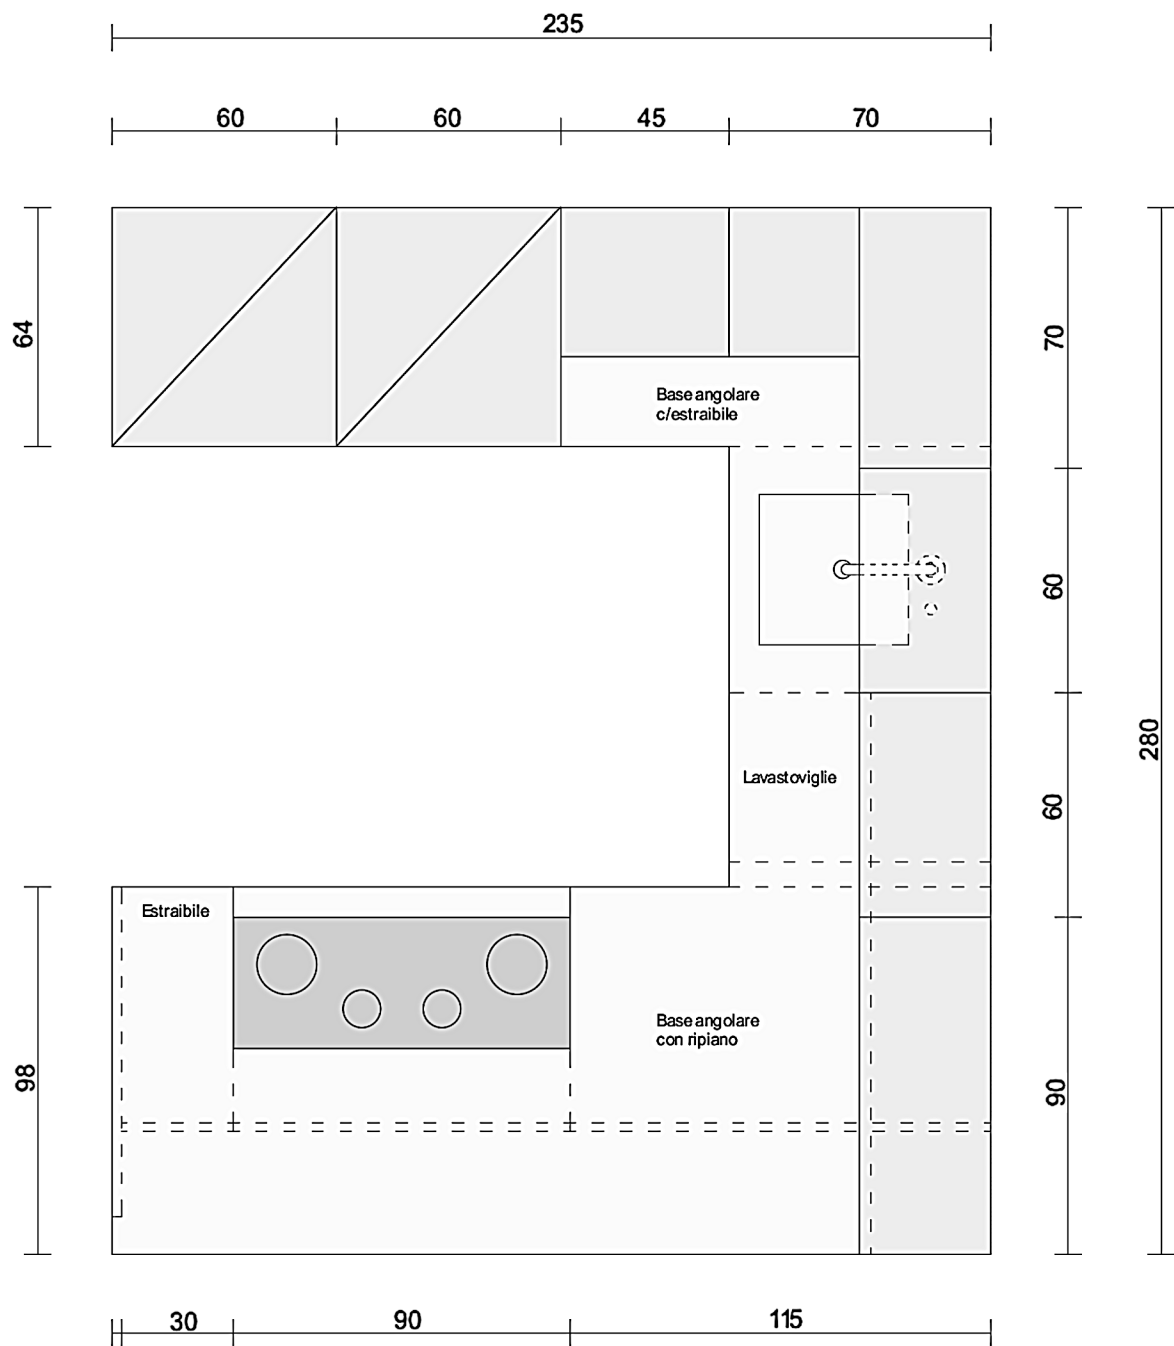 235
60 60 45 70
64
70
Base angolare
c/estraibile
60
280
Lavastoviglie
60
Estraibile
Base angolare
con ripiano
98
90
30 90 115